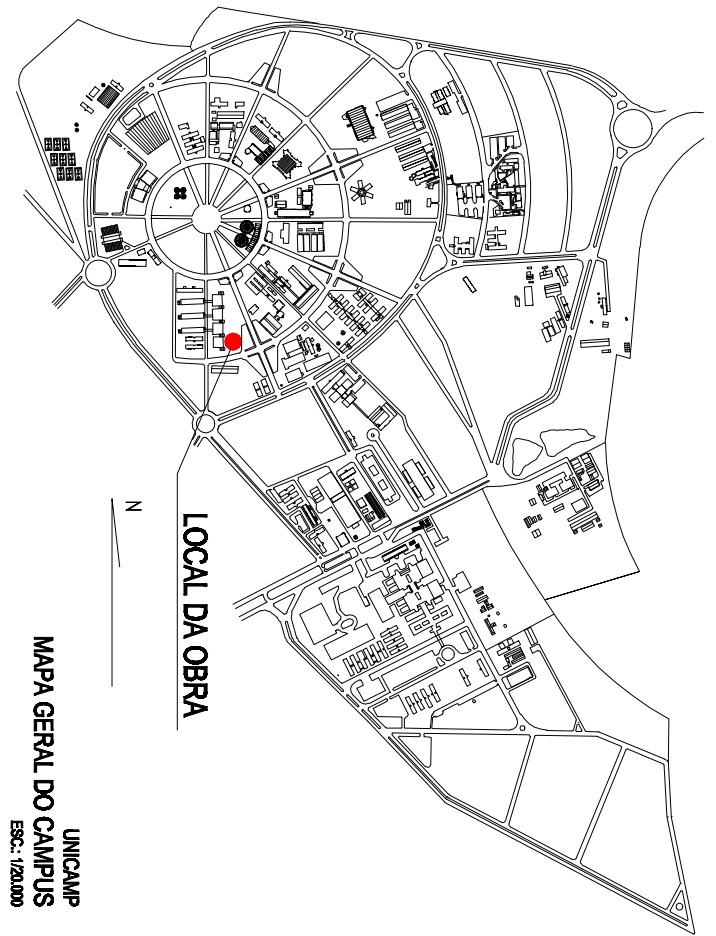 N
LOCAL DA OBRA
UNICAMP
MAPA GERAL DO CAMPUS
ESC.: 1/20.000